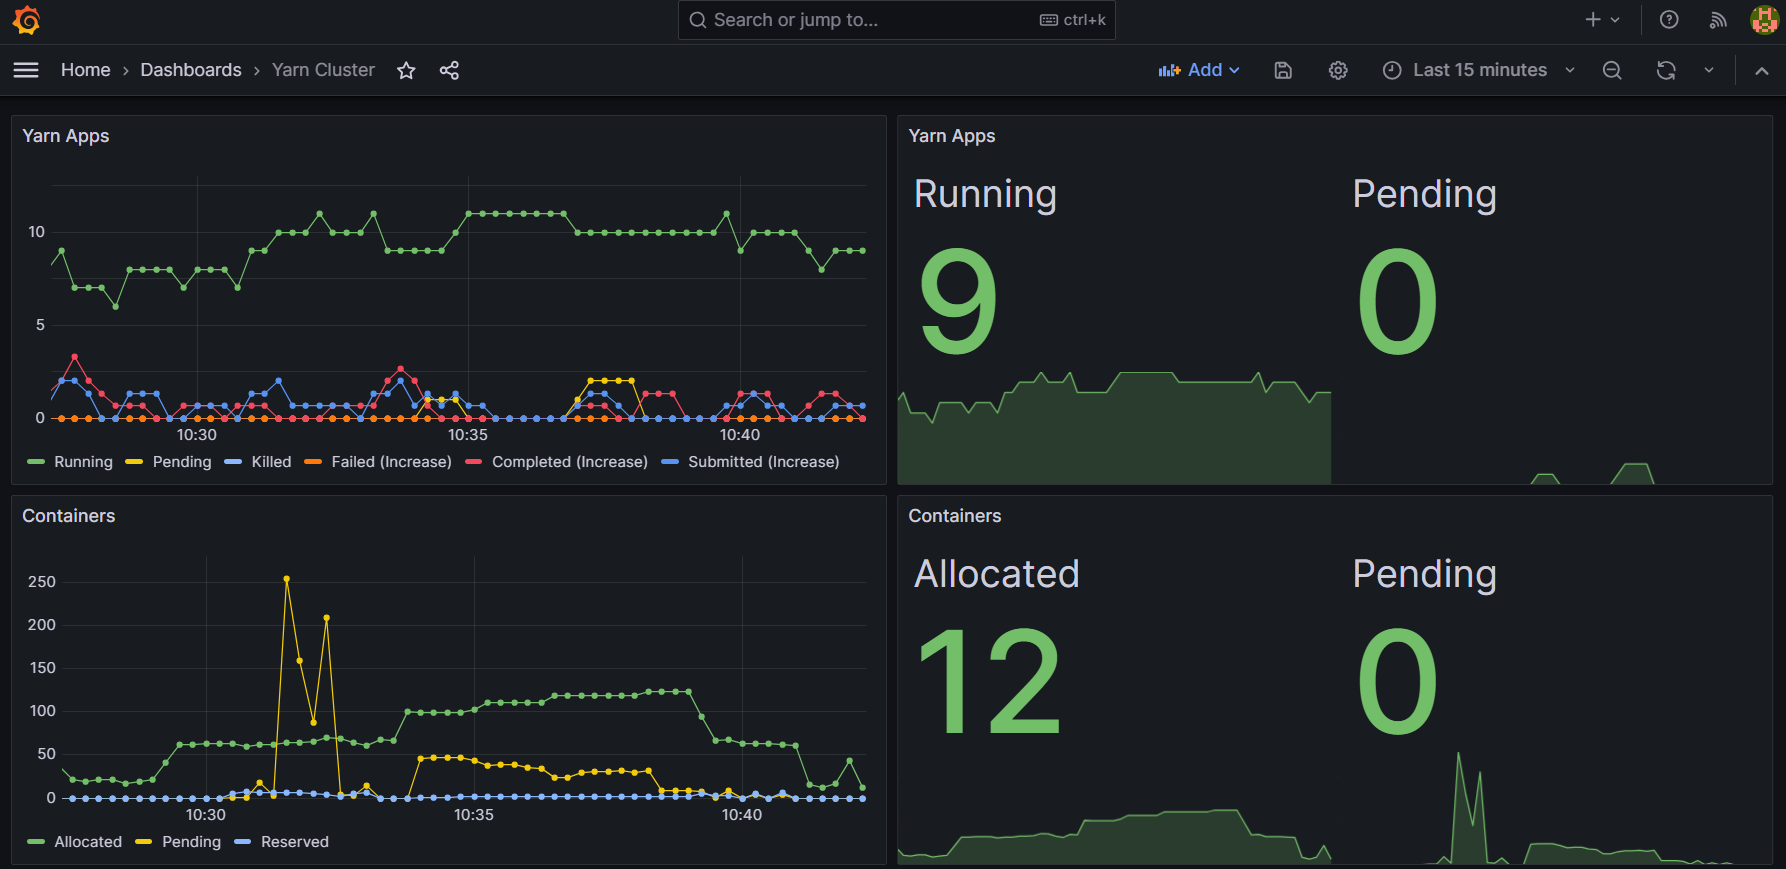 Search or jump to... ctrl+k
Home › Dashboards › Yarn Cluster Add Last 15 minutes
Yarn Apps
10
5
0
10:30 10:35 10:40
Running Pending Killed Failed (Increase) Completed (Increase) Submitted (Increase)
Yarn Apps
Running Pending
9 0
Containers
250
200
150
100
50
0
10:30 10:35 10:40
Allocated Pending Reserved
Containers
Allocated Pending
12 0